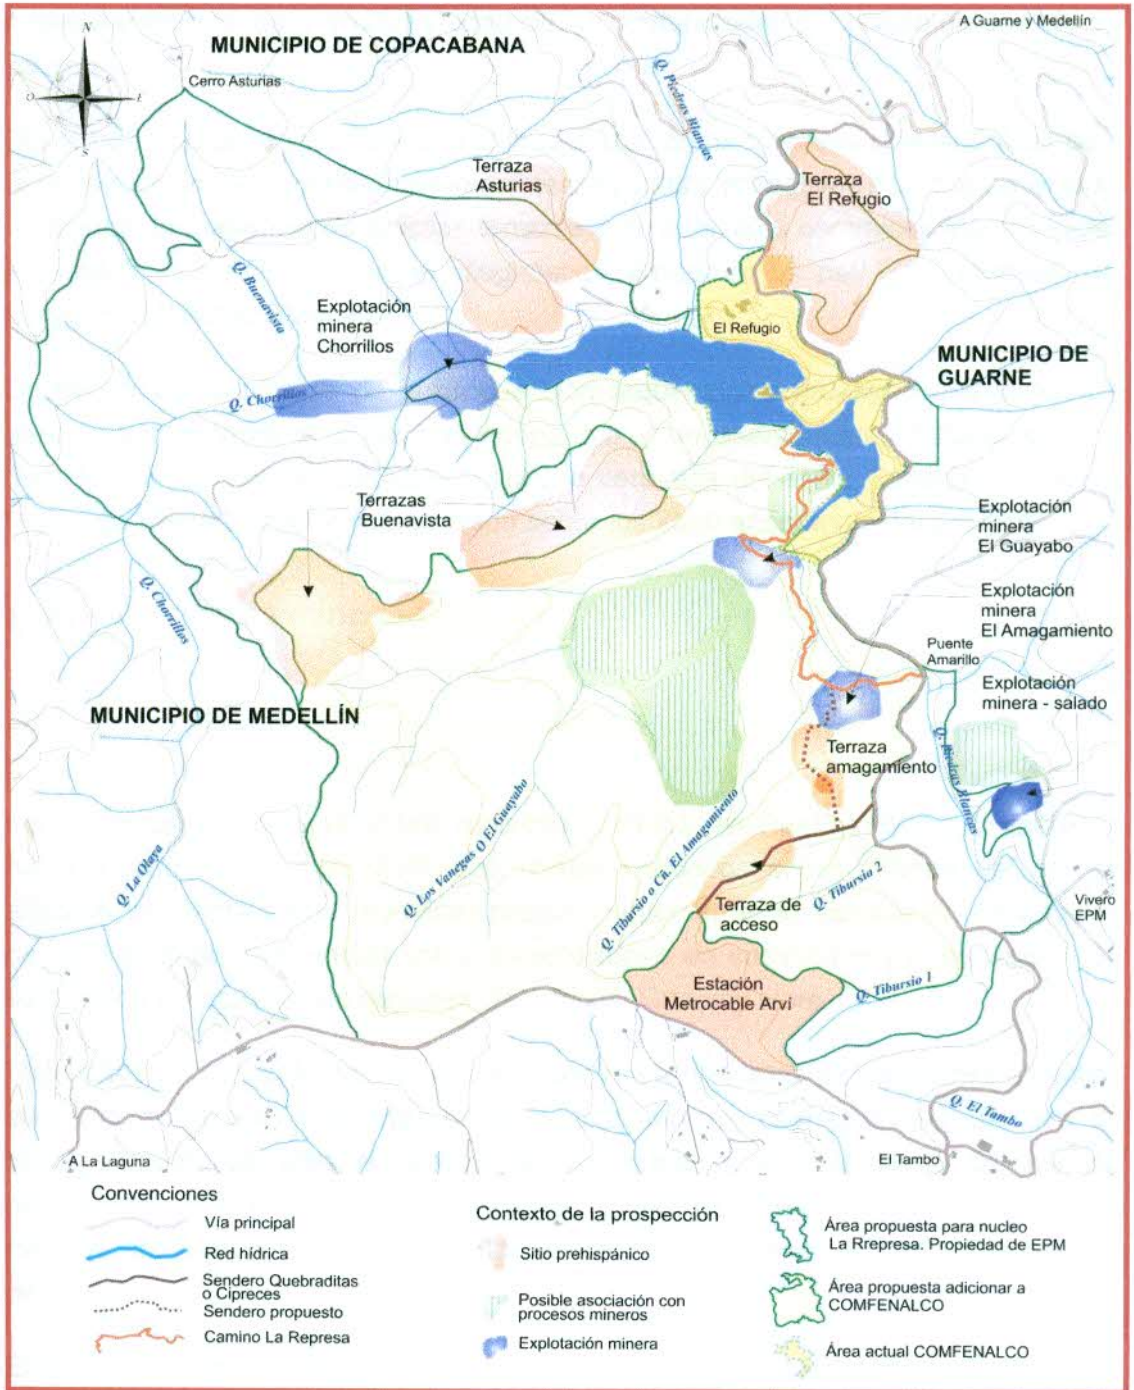 A Guarne y Medellín
N
MUNICIPIO DE COPACABANA
Cerro Asturias
O
E
S
Q. Piedras Blancas
Terraza
Asturias
Terraza
El Refugio
Q. Buenavista
Explotación
minera
Chorrillos
El Refugio
MUNICIPIO DE
GUARNE
Q. Chorrillos
Terrazas
Buenavista
Explotación
minera
El Guayabo
Q. Chorrillos
Explotación
minera
El Amagamiento
Puente
Amarillo
Explotación
minera - salado
MUNICIPIO DE MEDELLÍN
Terraza
amagamiento
Q. Piedras Blancas
Q. Los Vanegas O El Guayabo
Q. Tibursio o Cñ. El Amagamiento
Q. La Olaya
Q. Tibursio 2
Vivero
EPM
Terraza de
acceso
Estación
Metrocable Arví
Q. Tibursio 1
Q. El Tambo
A La Laguna
El Tambo
Convenciones
Vía principal
Red hídrica
Sendero Quebraditas
o Cipreces
Sendero propuesto
Camino La Represa
Contexto de la prospección
Sitio prehispánico
Posible asociación con
procesos mineros
Explotación minera
Área propuesta para nucleo
La Rrepresa. Propiedad de EPM
Área propuesta adicionar a
COMFENALCO
Área actual COMFENALCO